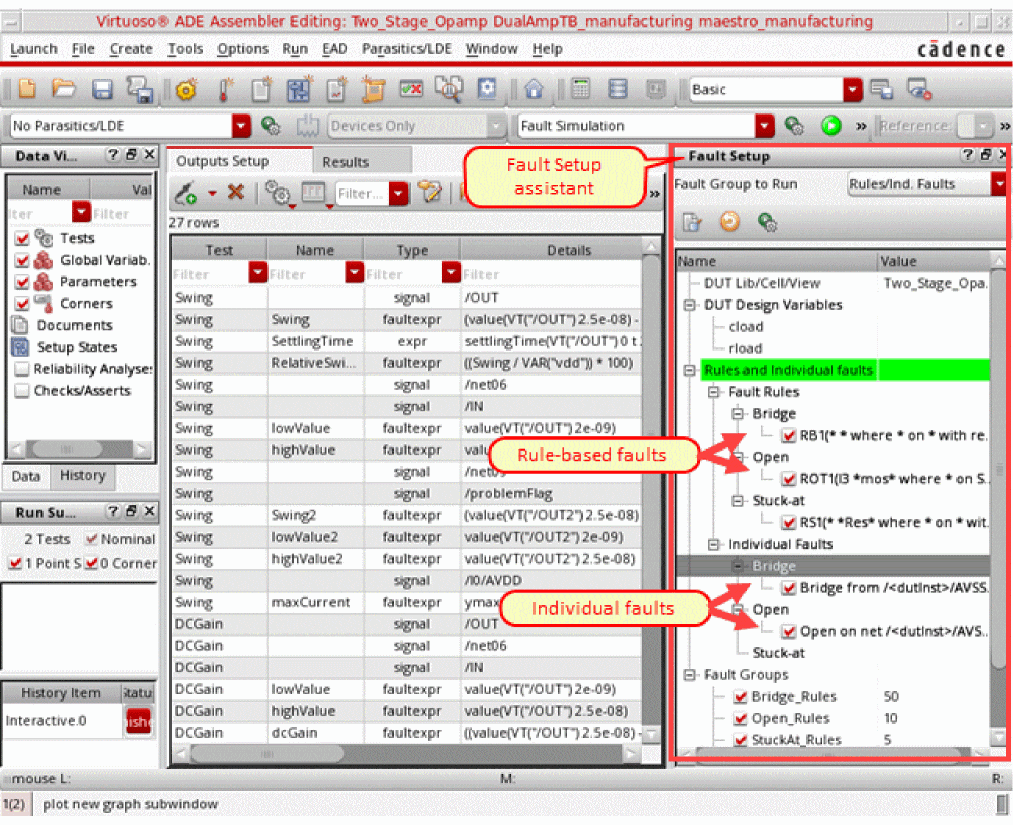 Virtuoso® ADE Assembler Editing: Two_Stage_Opamp DualAmpTB_manufacturing maestro_manufacturing
Launch File Create Tools Options Run EAD Parasitics/LDE Window Help
cādence
Basic
No Parasitics/LDE Devices Only Fault Simulation » Reference: »
Data Vi... ? Outputs Setup Results
Name Val
Filter
Tests
Global Variab.
Parameters
Corners
Documents
Setup States
Reliability Analyse:
Checks/Asserts
Data History
Run Su... ?
2 Tests Nominal
1 Point S 0 Corner
History Item Statu
Interactive.0
Filter... »
27 rows
Test Name Type Details
Filter Filter Filter Filter
Swing signal /OUT
Swing Swing faultexpr (value(VT("/OUT") 2.5e-08) -
Swing SettlingTime expr settlingTime(VT("/OUT") 0 t
Swing RelativeSwi... faultexpr ((Swing / VAR("vdd")) * 100)
Swing signal /net06
Swing signal /IN
Swing lowValue faultexpr value(VT("/OUT") 2e-09)
Swing highValue faultexpr valu
Swing signal /net09
Swing signal /problemFlag
Swing Swing2 faultexpr (value(VT("/OUT2") 2.5e-08)
Swing lowValue2 faultexpr value(VT("/OUT2") 2e-09)
Swing highValue2 faultexpr value(VT("/OUT2") 2.5e-08)
Swing signal /I0/AVDD
Swing maxCurrent faultexpr ymax
DCGain signal /OUT
DCGain signal /net06
DCGain signal /IN
DCGain lowValue faultexpr value(VT("/OUT") 2e-09)
DCGain highValue faultexpr value(VT("/OUT") 2.5e-08)
DCGain dcGain faultexpr ((value(VT("/OUT") 2.5e-08) -
Fault Setup
assistant
Rule-based faults
Individual faults
Fault Setup ?
Fault Group to Run Rules/Ind. Faults
Name Value
DUT Lib/Cell/View Two_Stage_Opa.
DUT Design Variables
cload
rload
Rules and Individual faults
Fault Rules
Bridge
RB1(* * where * on * with re.
Open
ROT1(I3 *mos* where * on S..
Stuck-at
RS1(* *Res* where * on * wit.
Individual Faults
Bridge
Bridge from /<dutInst>/AVSS.
Open
Open on net /<dutInst>/AVS..
Stuck-at
Fault Groups
Bridge_Rules 50
Open_Rules 10
StuckAt_Rules 5
mouse L: M: R:
1(2) plot new graph subwindow